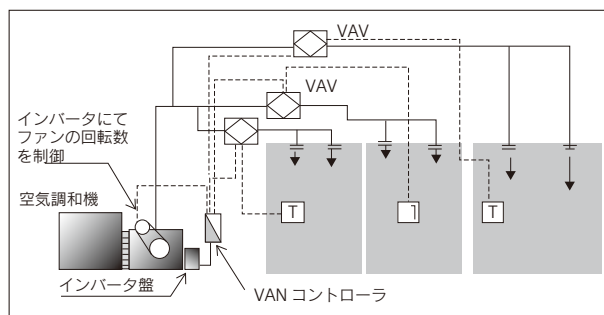 VAV
VAV
インバータにて
ファンの回転数
を制御
空気調和機
T
T
インバータ盤
VAN コントローラ